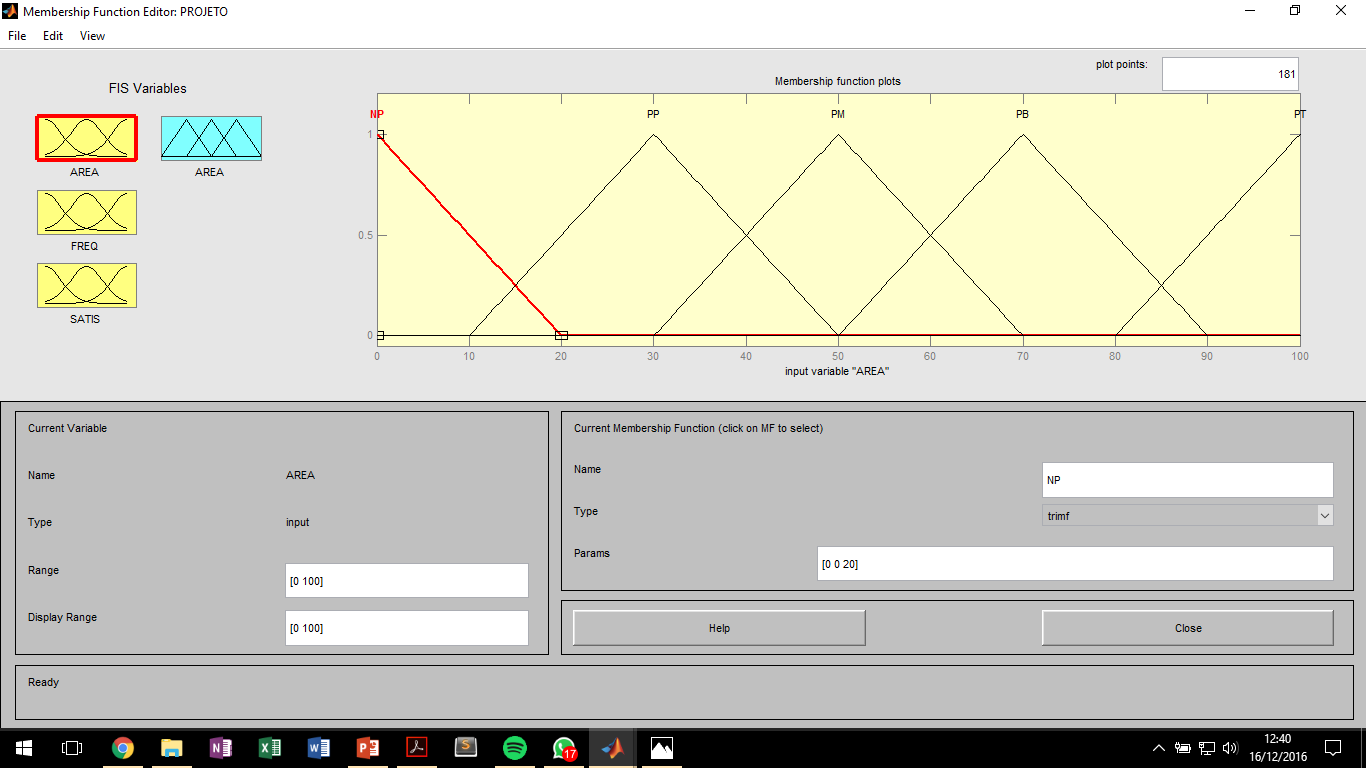 Membership Function Editor: PROJETO
File Edit View
FIS Variables
AREA
AREA
FREQ
SATIS
plot points:
181
Membership function plots
NP PP PM PB PT
1
0.5
0
0 10 20 30 40 50 60 70 80 90 100
input variable "AREA"
Current Variable
Name AREA
Type input
Range [0 100]
Display Range [0 100]
Current Membership Function (click on MF to select)
Name NP
Type trimf
Params [0 0 20]
Help Close
Ready
17
12:40
16/12/2016